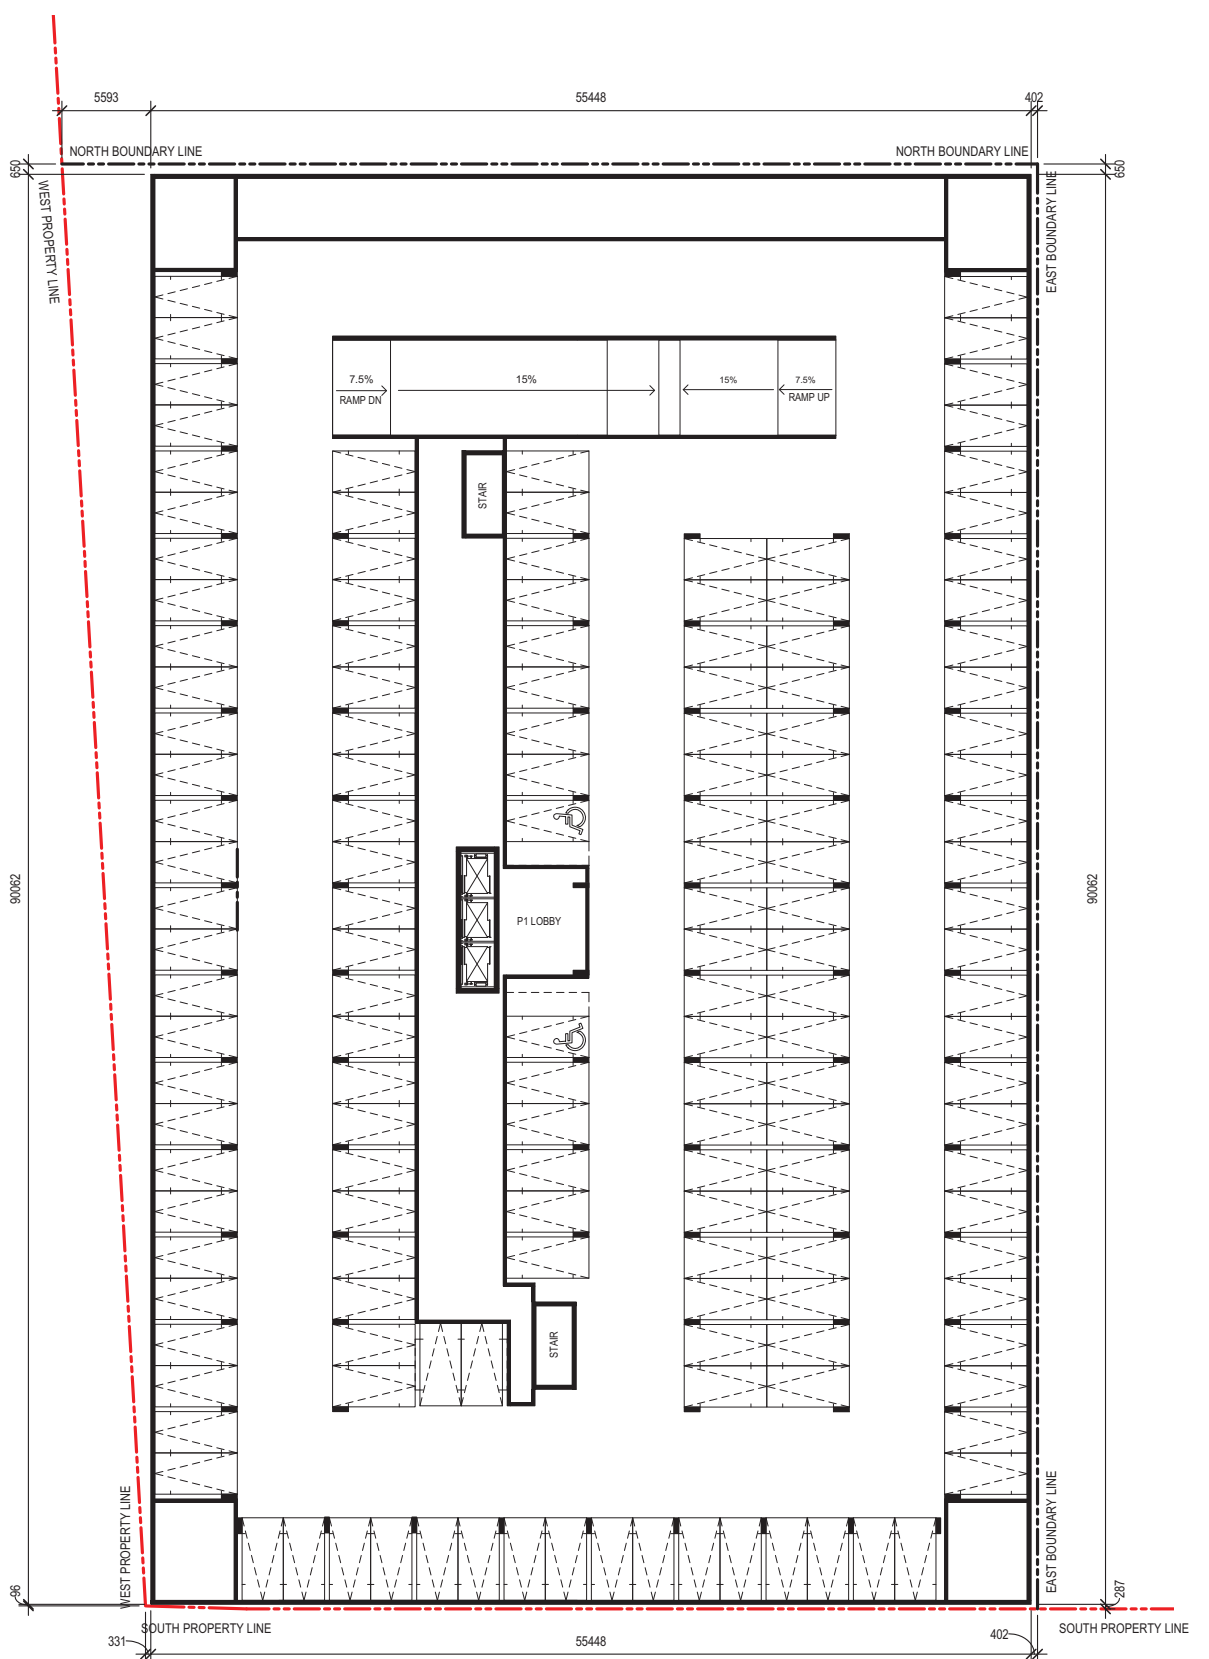 5593 55448 402
NORTH BOUNDARY LINE NORTH BOUNDARY LINE
650 650
WEST PROPERTY LINE EAST BOUNDARY LINE
7.5% 15% 15% 7.5%
RAMP DN RAMP UP
STAIR
90062 90062
P1 LOBBY
STAIR
WEST PROPERTY LINE EAST BOUNDARY LINE
96 287
SOUTH PROPERTY LINE SOUTH PROPERTY LINE
331 55448 402